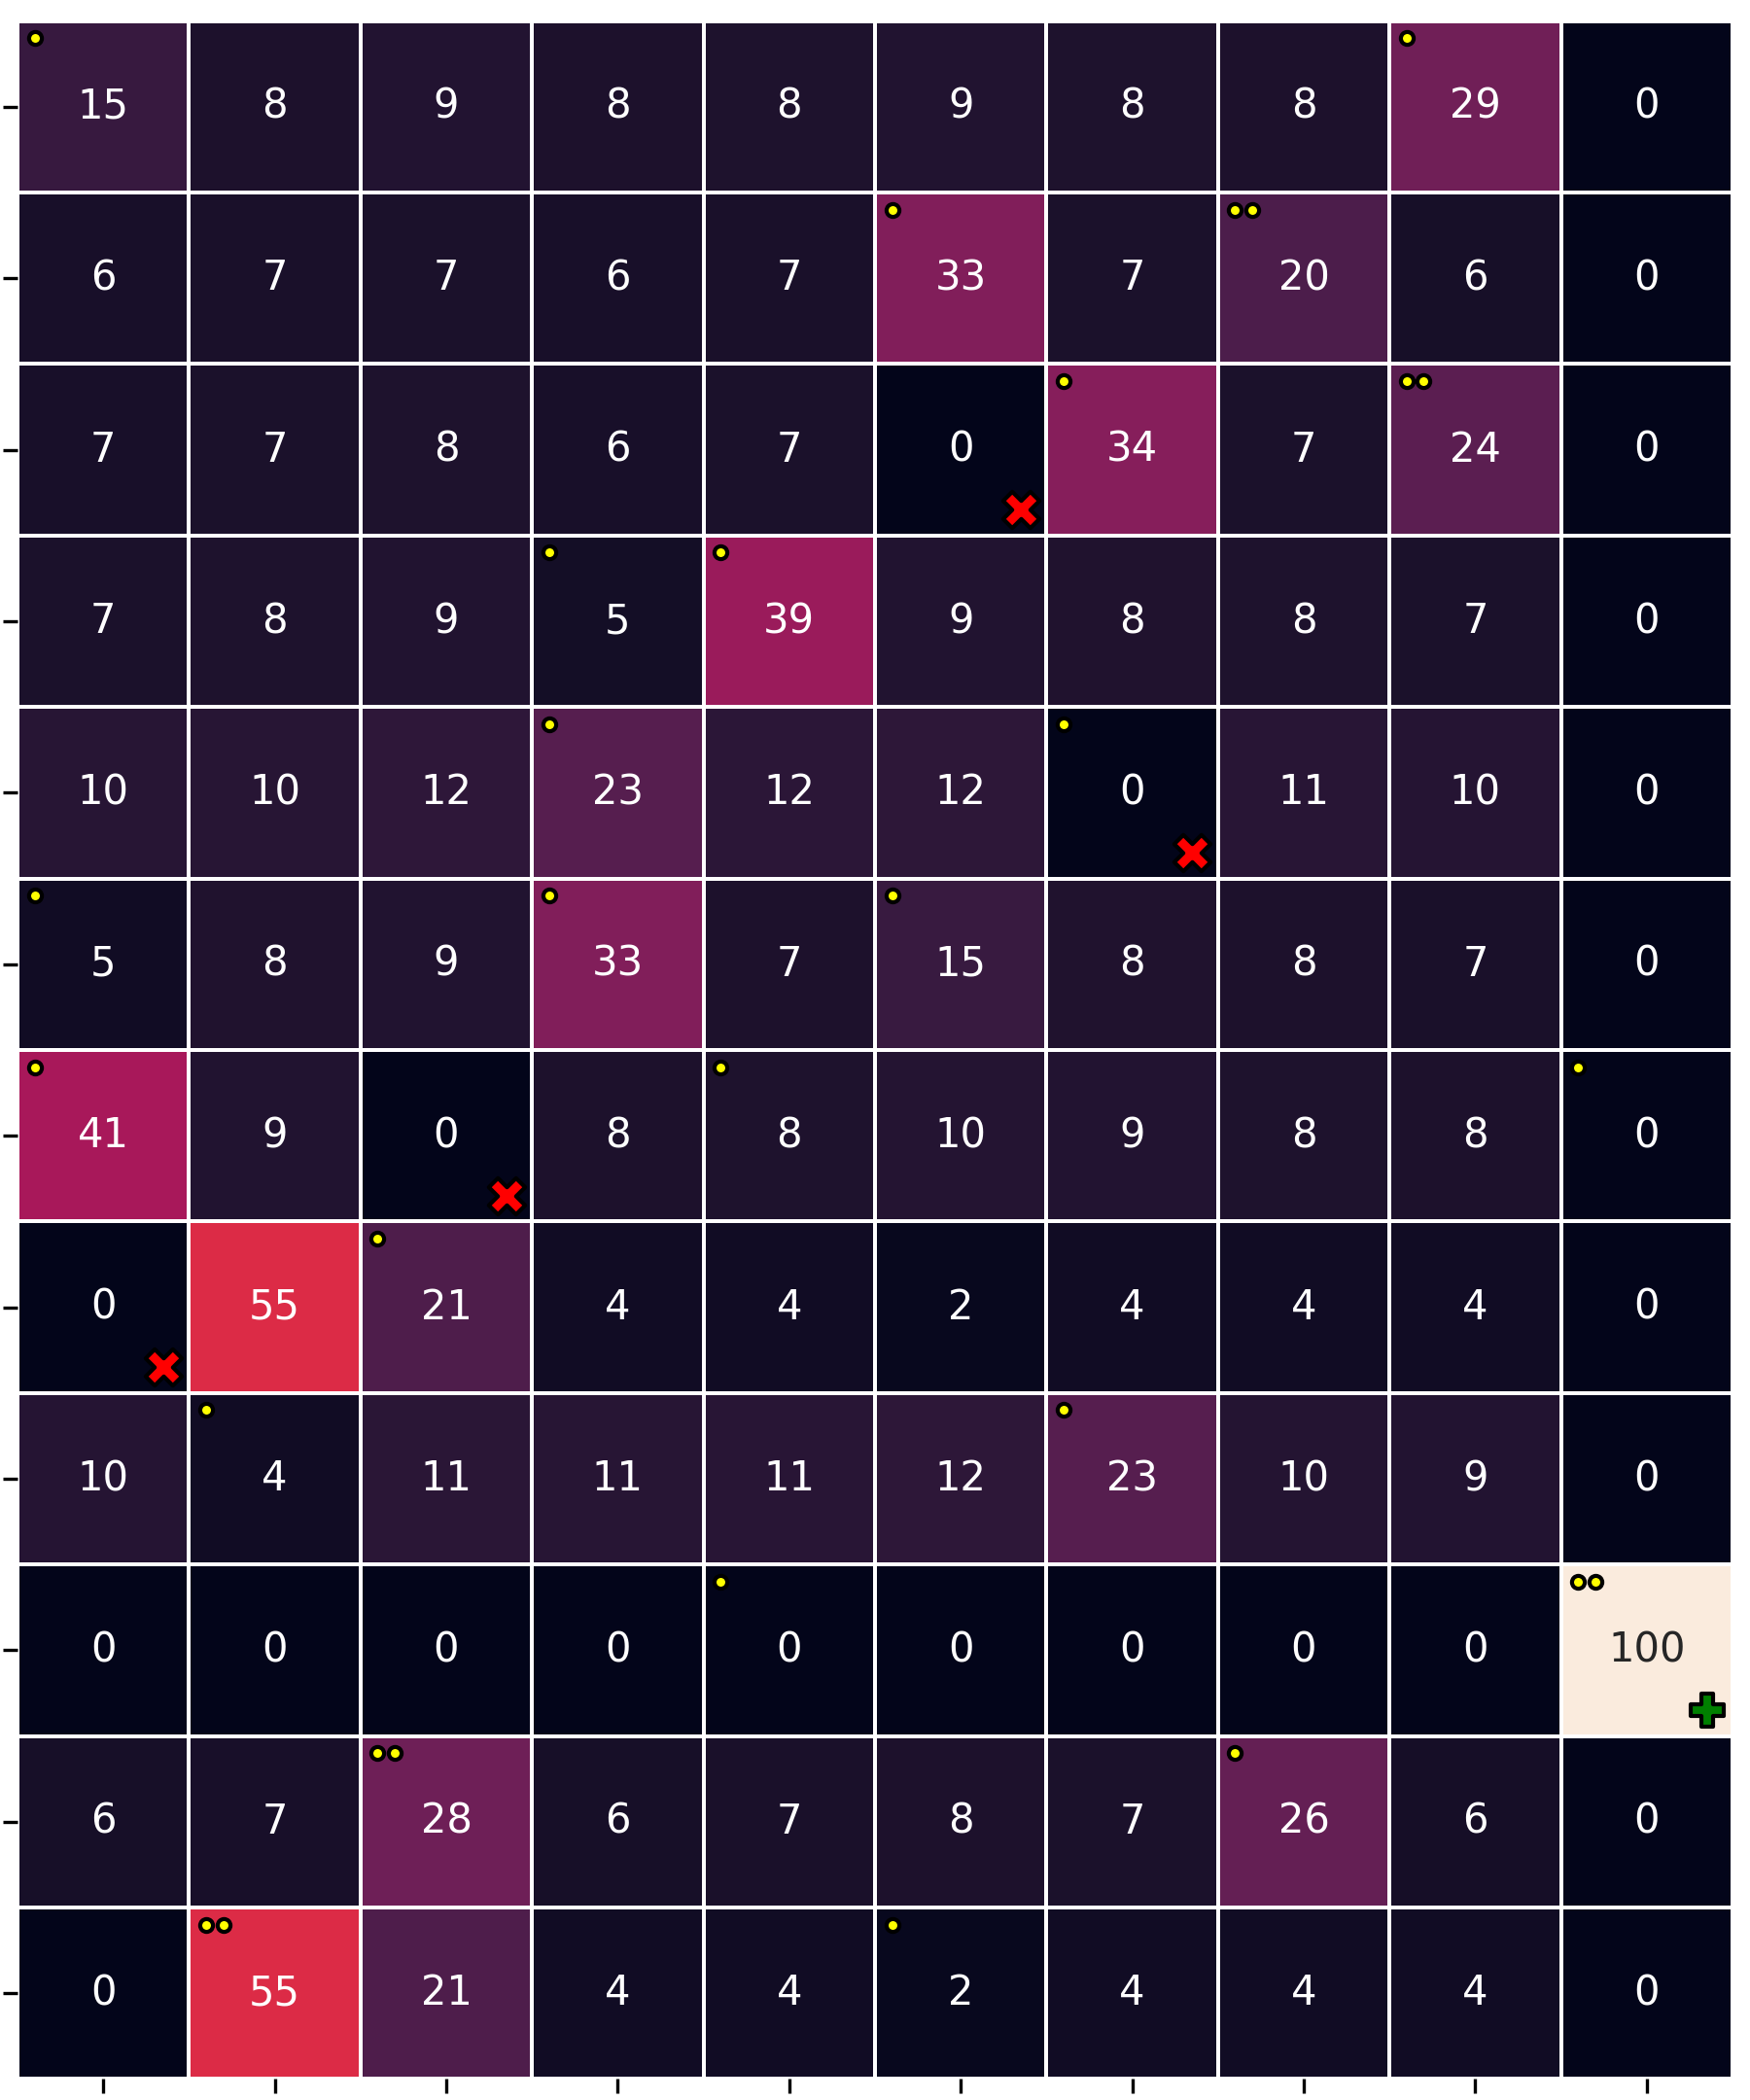 15 8 9 8 8 9 8 8 29 0
6 7 7 6 7 33 7 20 6 0
7 7 8 6 7 0 34 7 24 0
7 8 9 5 39 9 8 8 7 0
10 10 12 23 12 12 0 11 10 0
5 8 9 33 7 15 8 8 7 0
41 9 0 8 8 10 9 8 8 0
0 55 21 4 4 2 4 4 4 0
10 4 11 11 11 12 23 10 9 0
0 0 0 0 0 0 0 0 0 100
6 7 28 6 7 8 7 26 6 0
0 55 21 4 4 2 4 4 4 0